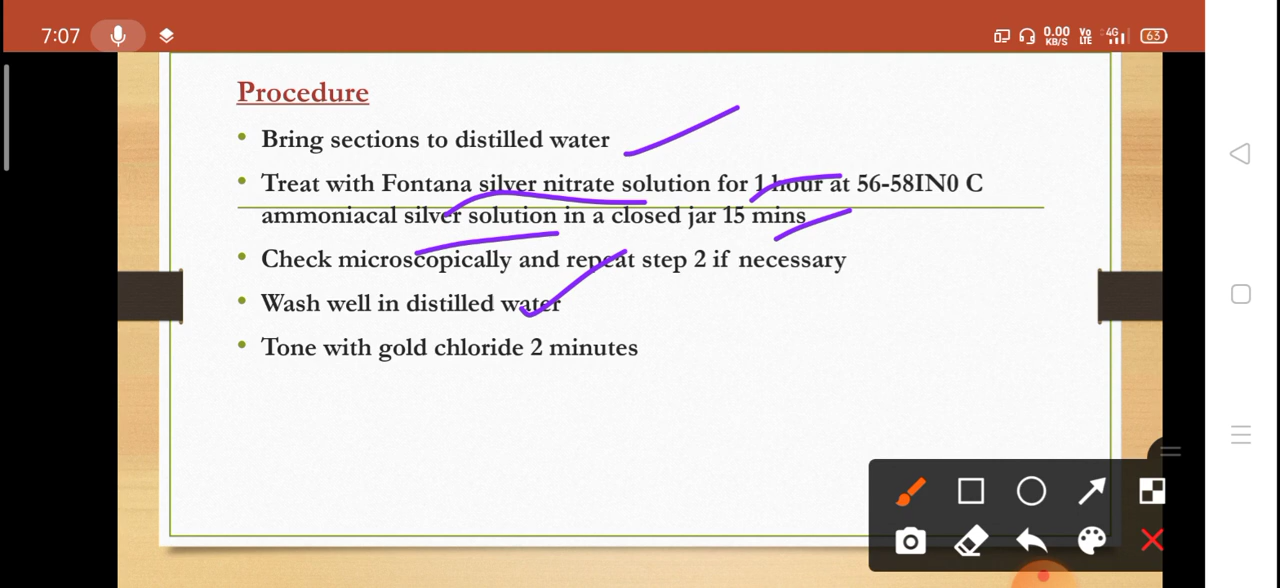 7:07 0.00 KB/S Vo LTE 4G 63
Procedure
• Bring sections to distilled water
• Treat with Fontana silver nitrate solution for 1 hour at 56-58IN0 C
ammoniacal silver solution in a closed jar 15 mins
• Check microscopically and repeat step 2 if necessary
• Wash well in distilled water
• Tone with gold chloride 2 minutes